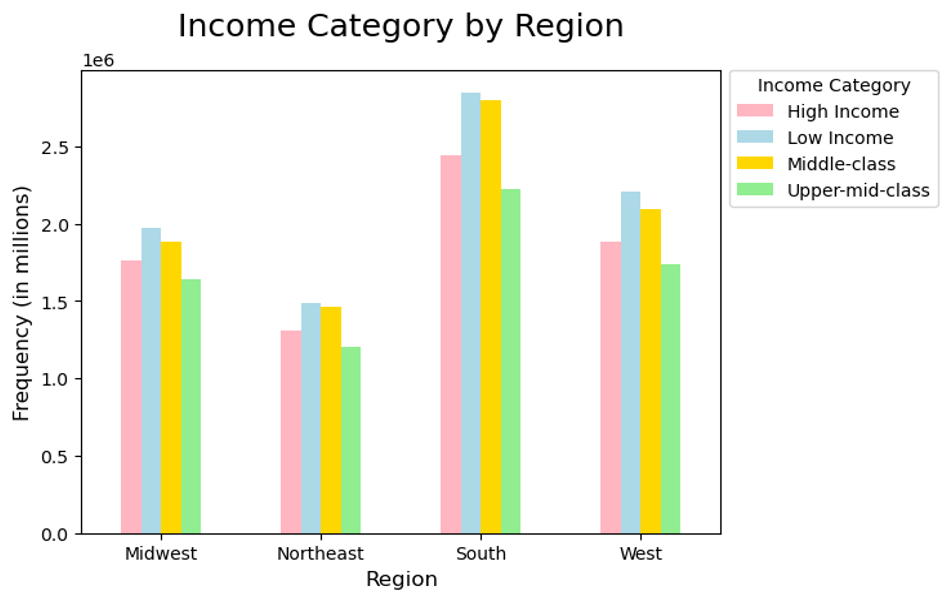 Income Category by Region
1e6
Income Category
High Income
Low Income
Middle-class
Upper-mid-class
Frequency (in millions)
2.5
2.0
1.5
1.0
0.5
0.0
Midwest Northeast South West
Region